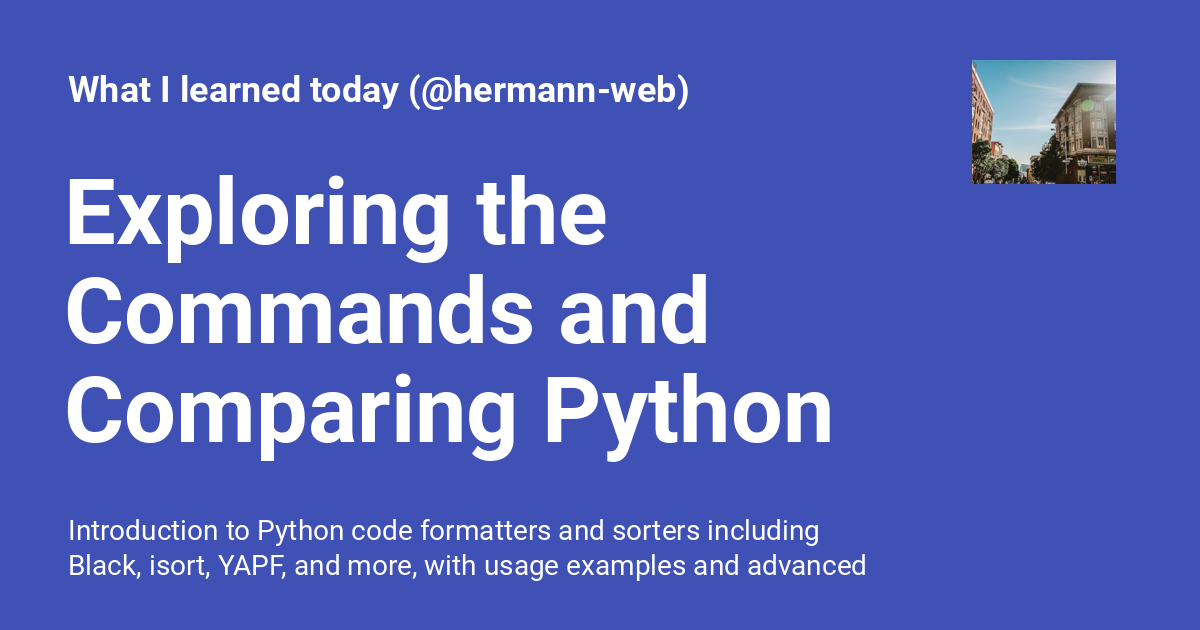 What I learned today (@hermann-web)
Exploring the
Commands and
Comparing Python
Introduction to Python code formatters and sorters including
Black, isort, YAPF, and more, with usage examples and advanced